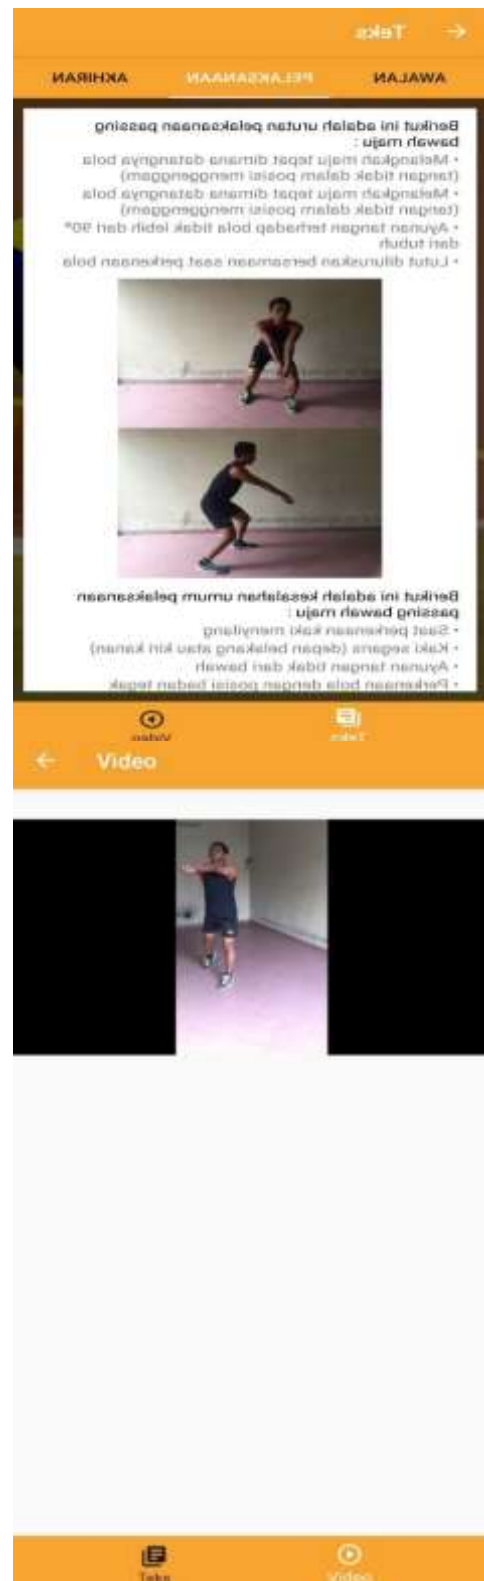 Teks
AWALAN PELAKSANAAN AKHIRAN
Berikut ini adalah urutan pelaksanaan passing
bawah maju :
• Melangkah maju tepat dimana datangnya bola
(tangan tidak dalam posisi menggenggam)
• Melangkah maju tepat dimana datangnya bola
(tangan tidak dalam posisi menggenggam)
• Ayunan tangan terhadap bola tidak lebih dari 90°
dari tubuh
• Lutut diluruskan bersamaan saat perkenaan bola
Berikut ini adalah kesalahan umum pelaksanaan
passing bawah maju :
• Saat perkenaan kaki menyilang
• Kaki segaris (depan belakang atau kiri kanan)
• Ayunan tangan tidak dari bawah
• Perkenaan bola dengan posisi badan tegak
Teks Video
Video
Teks Video